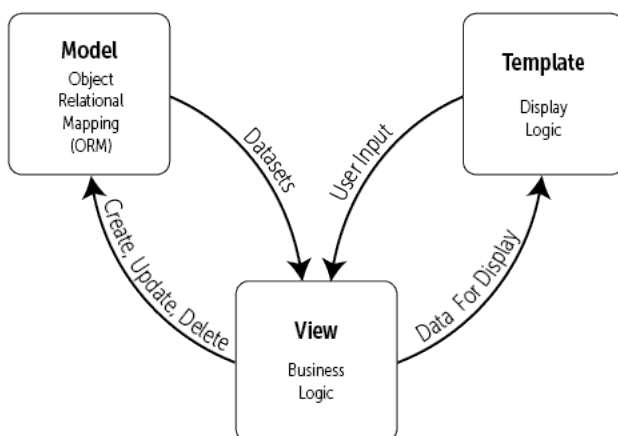 Model
Object
Relational
Mapping
(ORM)
Template
Display
Logic
Datasets
User Input
Create, Update, Delete
Data For Display
View
Business
Logic